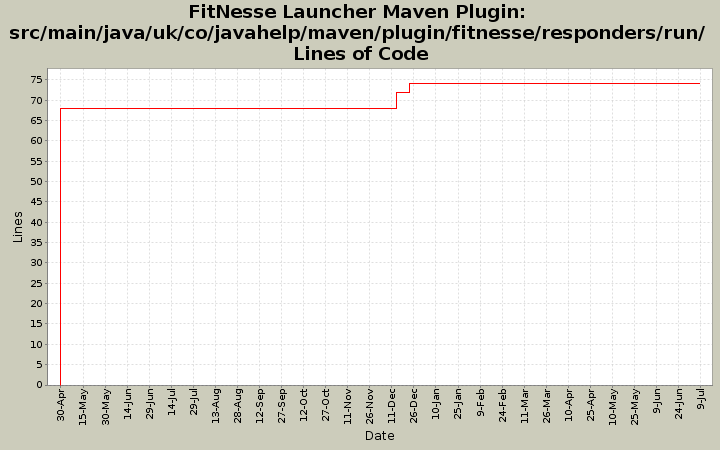 FitNesse Launcher Maven Plugin:
src/main/java/uk/co/javahelp/maven/plugin/fitnesse/responders/run/
Lines of Code
75
70
65
60
55
50
45
40
35
30
25
20
15
10
5
0
Lines
30-Apr
15-May
30-May
14-Jun
29-Jun
14-Jul
29-Jul
13-Aug
28-Aug
12-Sep
27-Sep
12-Oct
27-Oct
11-Nov
26-Nov
11-Dec
26-Dec
10-Jan
25-Jan
9-Feb
24-Feb
11-Mar
26-Mar
10-Apr
25-Apr
10-May
25-May
9-Jun
24-Jun
9-Jul
Date